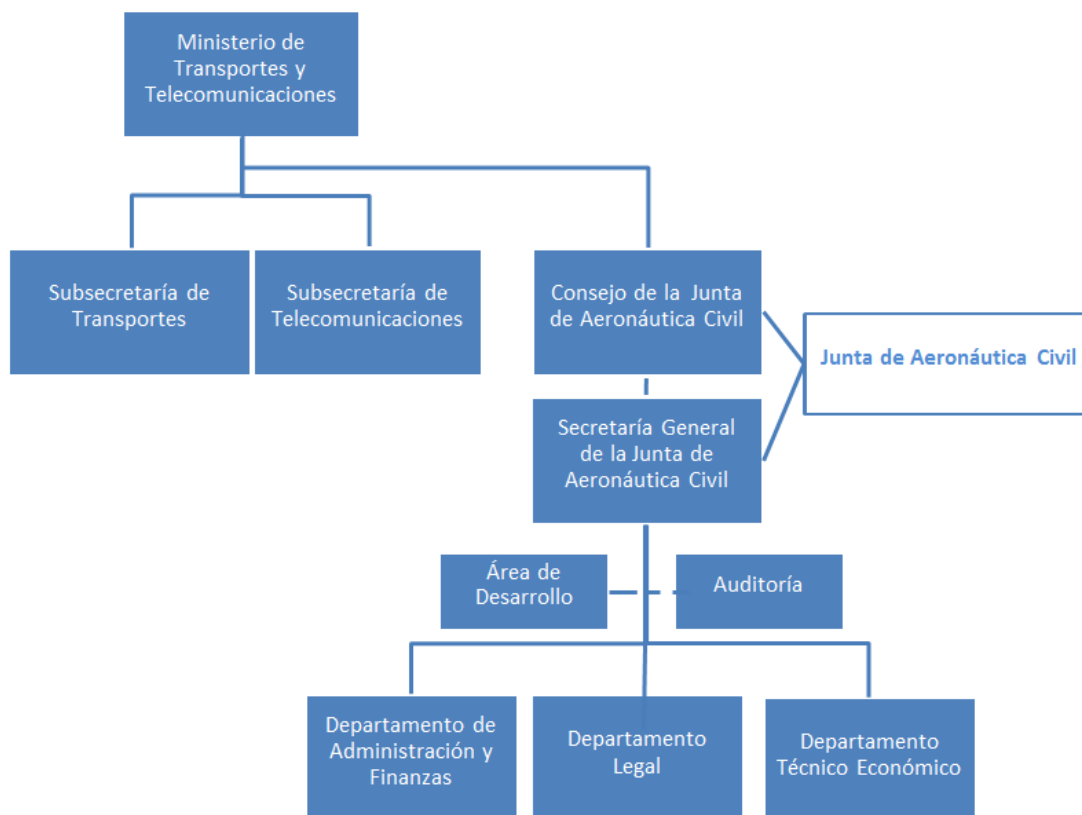 Ministerio de
Transportes y
Telecomunicaciones
Subsecretaría de
Transportes
Subsecretaría de
Telecomunicaciones
Consejo de la Junta
de Aeronáutica Civil
Junta de Aeronáutica Civil
Secretaría General
de la Junta de
Aeronáutica Civil
Área de
Desarrollo
Auditoría
Departamento de
Administración y
Finanzas
Departamento
Legal
Departamento
Técnico Económico